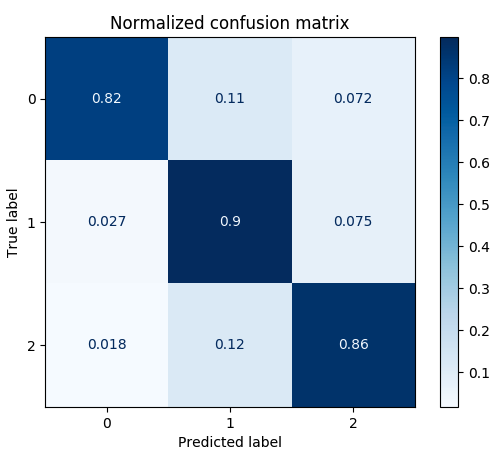 Normalized confusion matrix
True label
0 0.82 0.11 0.072
1 0.027 0.9 0.075
2 0.018 0.12 0.86
0 1 2
Predicted label
0.8
0.7
0.6
0.5
0.4
0.3
0.2
0.1